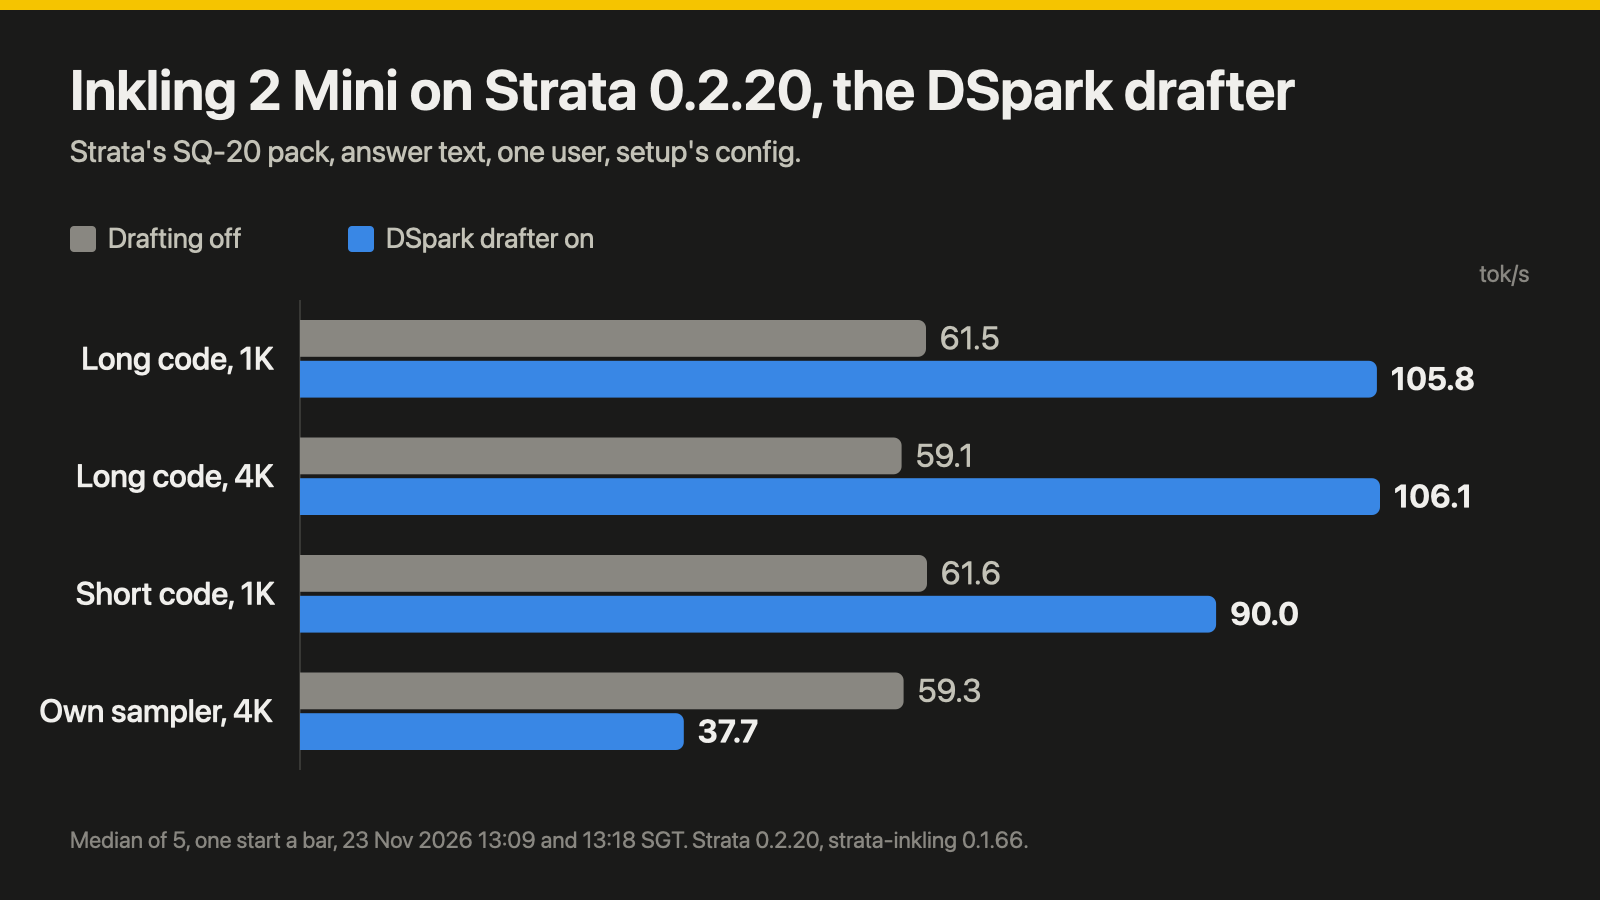 Inkling 2 Mini on Strata 0.2.20, the DSpark drafter
Strata's SQ-20 pack, answer text, one user, setup's config.
Drafting off
DSpark drafter on
tok/s
Long code, 1K
61.5
105.8
Long code, 4K
59.1
106.1
Short code, 1K
61.6
90.0
Own sampler, 4K
59.3
37.7
Median of 5, one start a bar, 23 Nov 2026 13:09 and 13:18 SGT. Strata 0.2.20, strata-inkling 0.1.66.